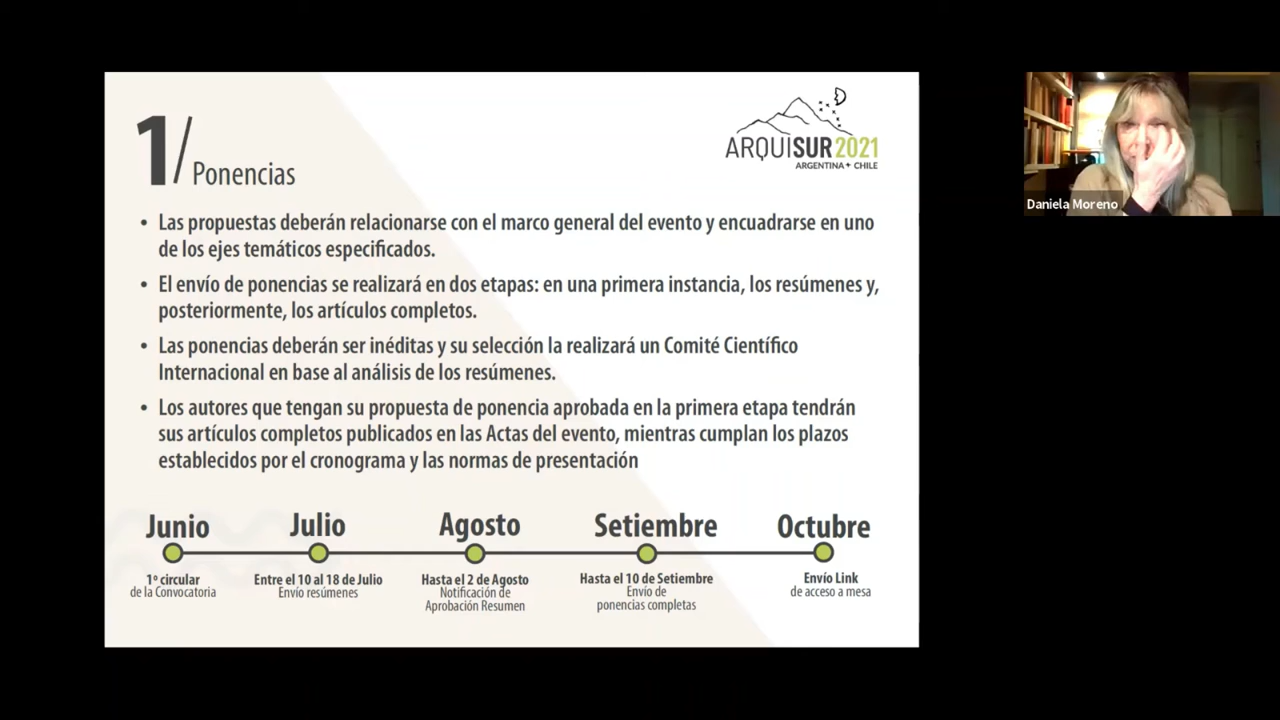 1/ Ponencias
ARQUISUR 2021
ARGENTINA + CHILE
• Las propuestas deberán relacionarse con el marco general del evento y encuadrarse en uno
de los ejes temáticos especificados.
• El envío de ponencias se realizará en dos etapas: en una primera instancia, los resúmenes y,
posteriormente, los artículos completos.
• Las ponencias deberán ser inéditas y su selección la realizará un Comité Científico
Internacional en base al análisis de los resúmenes.
• Los autores que tengan su propuesta de ponencia aprobada en la primera etapa tendrán
sus artículos completos publicados en las Actas del evento, mientras cumplan los plazos
establecidos por el cronograma y las normas de presentación
Junio
1º circular
de la Convocatoria
Julio
Entre el 10 al 18 de Julio
Envío resúmenes
Agosto
Hasta el 2 de Agosto
Notificación de
Aprobación Resumen
Setiembre
Hasta el 10 de Setiembre
Envío de
ponencias completas
Octubre
Envío Link
de acceso a mesa
Daniela Moreno